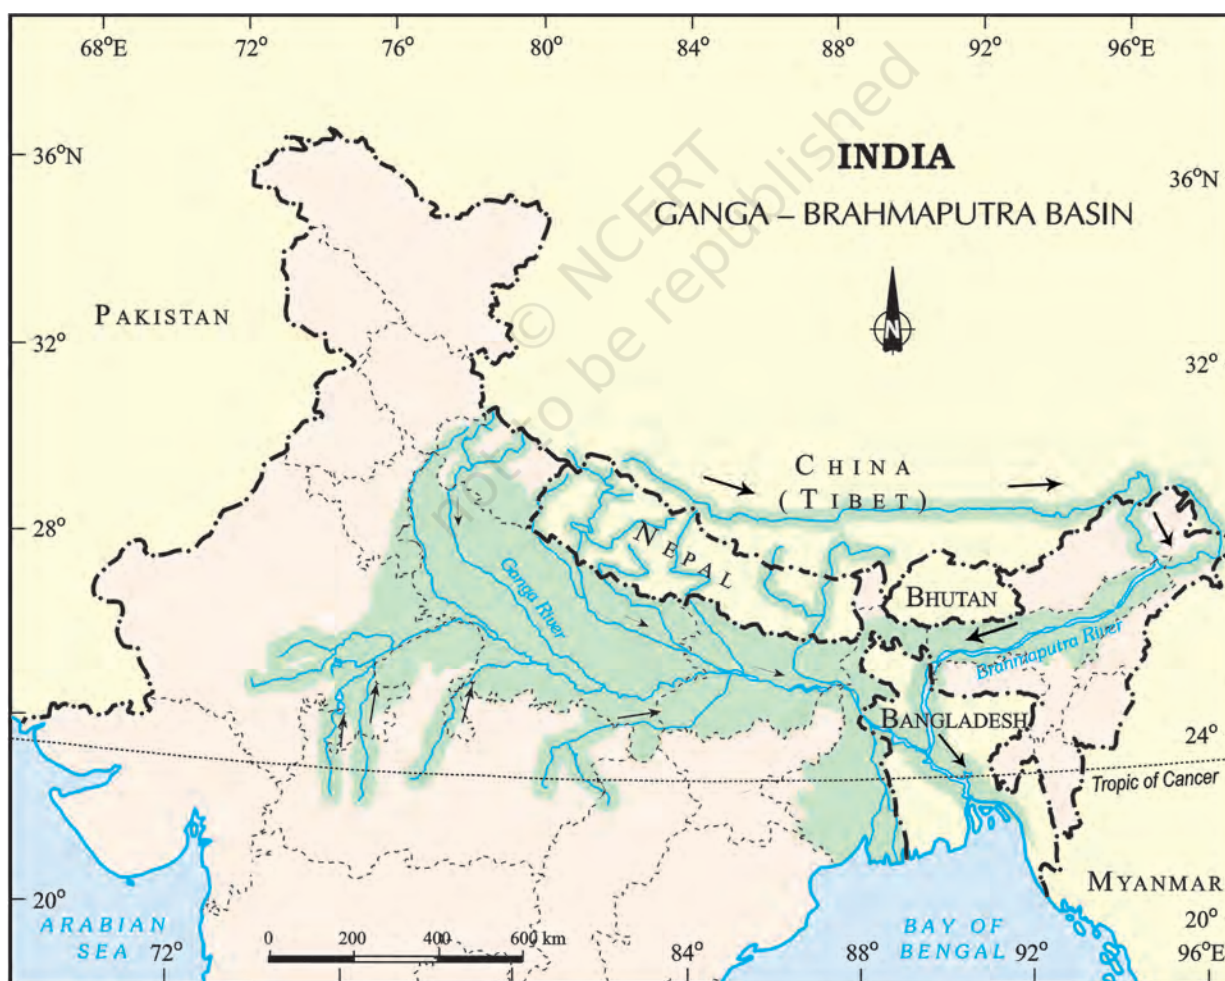 68°E 72° 76° 80° 84° 88° 92° 96°E
36°N
INDIA
36°N
GANGA – BRAHMAPUTRA BASIN
© NCERT
not to be republished
N
PAKISTAN
32°
32°
CHINA
(TIBET)
28°
NEPAL
Ganga River
BHUTAN
Brahmaputra River
BANGLADESH
24°
Tropic of Cancer
MYANMAR
20°
20°
ARABIAN
SEA
BAY OF
BENGAL
0 200 400 600 km
72° 84° 88° 92° 96°E